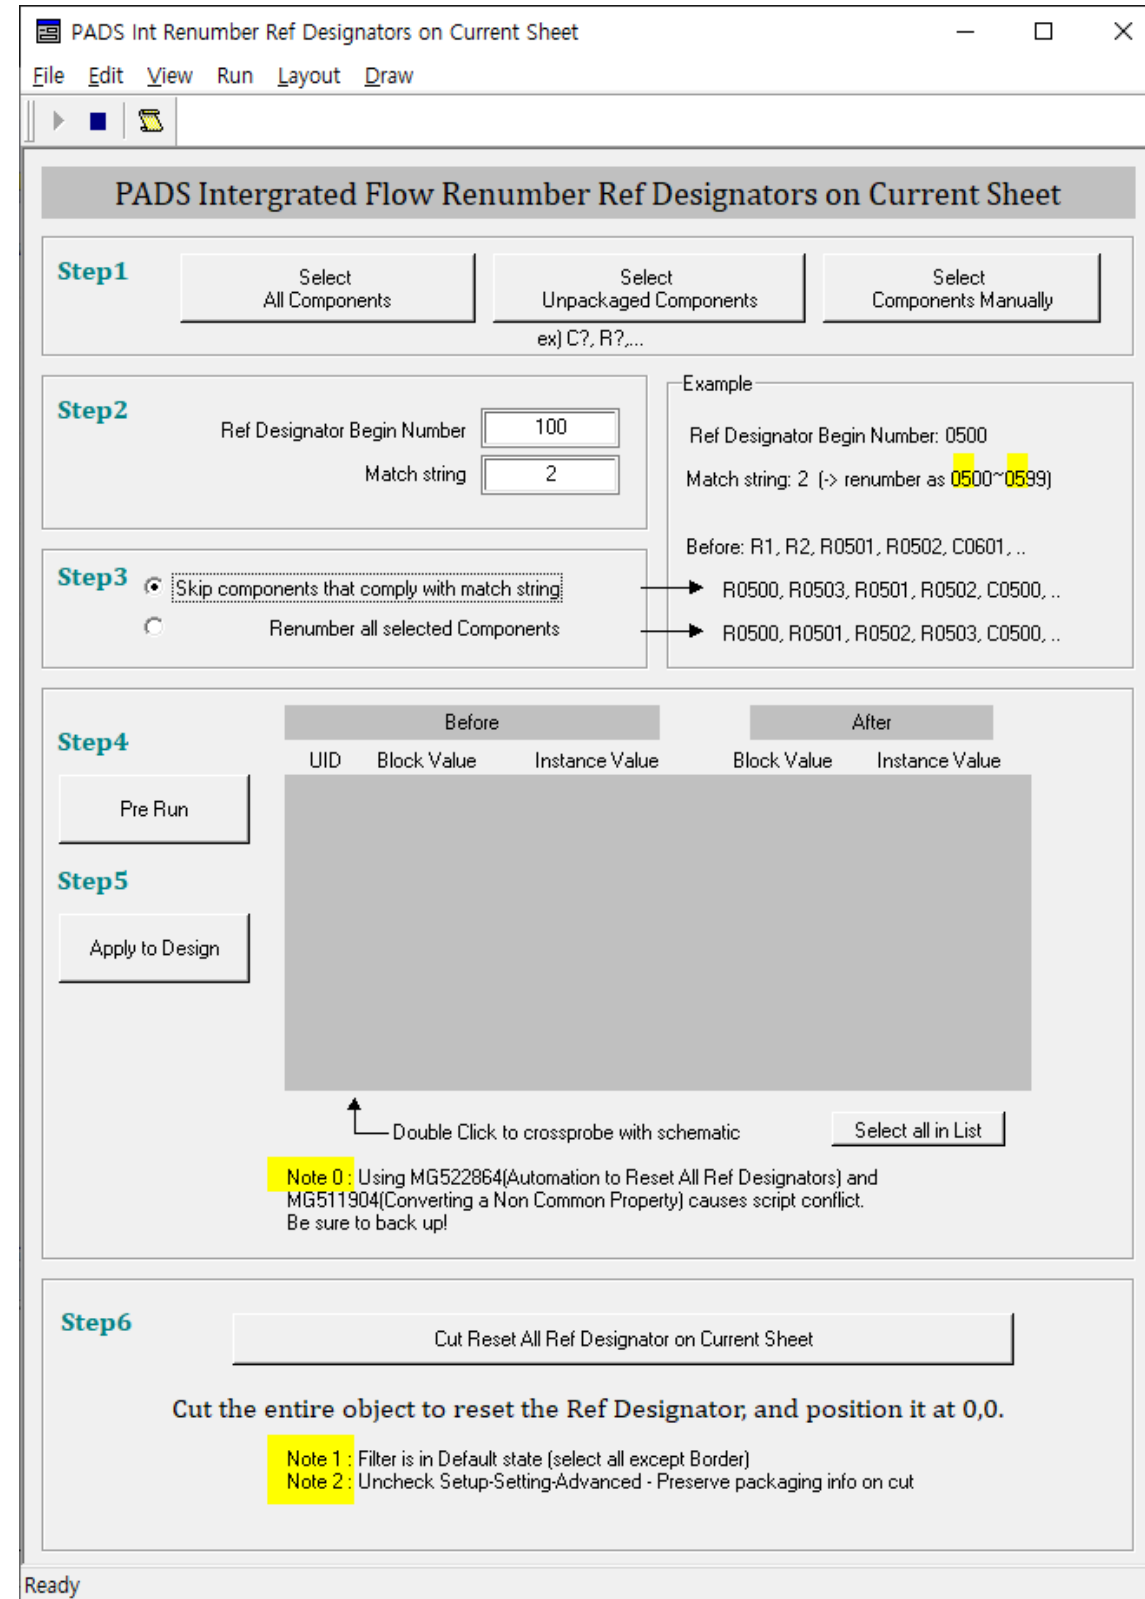 PADS Int Renumber Ref Designators on Current Sheet
File Edit View Run Layout Draw
PADS Intergrated Flow Renumber Ref Designators on Current Sheet
Step1
Select
All Components
Select
Unpackaged Components
Select
Components Manually
ex) C?, R?,...
Step2
Ref Designator Begin Number 100
Match string 2
Example
Ref Designator Begin Number: 0500
Match string: 2 (-> renumber as 0500~0599)
Before: R1, R2, R0501, R0502, C0601, ..
R0500, R0503, R0501, R0502, C0500, ..
R0500, R0501, R0502, R0503, C0500, ..
Step3
Skip components that comply with match string
Renumber all selected Components
Step4
Before After
UID Block Value Instance Value Block Value Instance Value
Pre Run
Step5
Apply to Design
Double Click to crossprobe with schematic
Select all in List
Note 0 : Using MG522864(Automation to Reset All Ref Designators) and
MG511904(Converting a Non Common Property) causes script conflict.
Be sure to back up!
Step6
Cut Reset All Ref Designator on Current Sheet
Cut the entire object to reset the Ref Designator, and position it at 0,0.
Note 1 : Filter is in Default state (select all except Border)
Note 2 : Uncheck Setup-Setting-Advanced - Preserve packaging info on cut
Ready